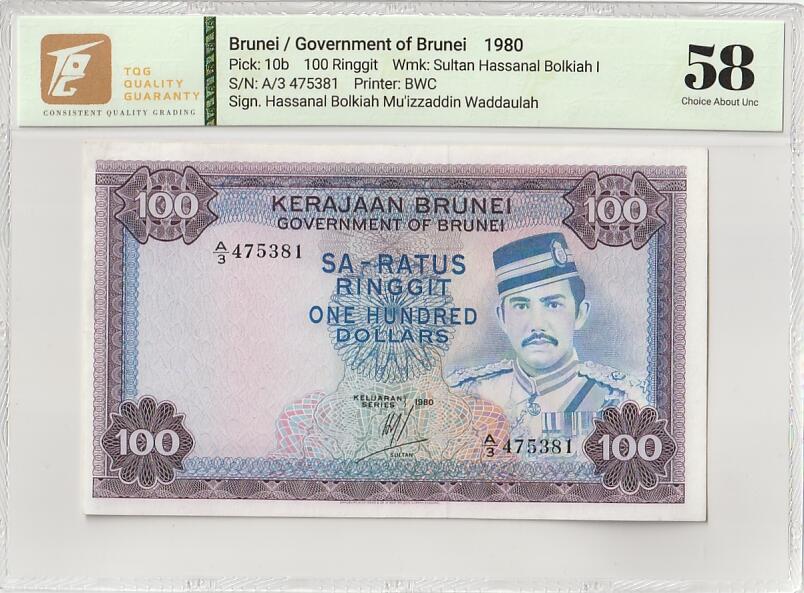 Brunei / Government of Brunei 1980
Pick: 10b 100 Ringgit Wmk: Sultan Hassanal Bolkiah I
S/N: A/3 475381 Printer: BWC
Sign. Hassanal Bolkiah Mu'izzaddin Waddaulah
TQG
QUALITY
GUARANTY
CONSISTENT QUALITY GRADING
58
Choice About Unc
100
KERAJAAN BRUNEI
GOVERNMENT OF BRUNEI
100
A/3 475381
SA-RATUS
RINGGIT
ONE HUNDRED
DOLLARS
KELUARAN
SERIES 1980
SULTAN
A/3 475381
100
100